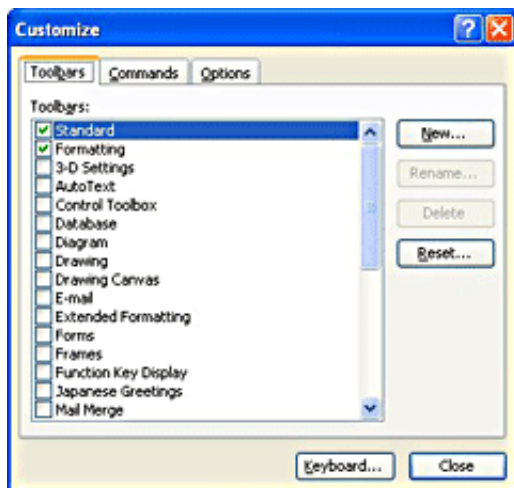 Customize
Toolbars Commands Options
Toolbars:
Standard
Formatting
3-D Settings
AutoText
Control Toolbox
Database
Diagram
Drawing
Drawing Canvas
E-mail
Extended Formatting
Forms
Frames
Function Key Display
Japanese Greetings
Mail Merge
New...
Rename...
Delete
Reset...
Keyboard... Close